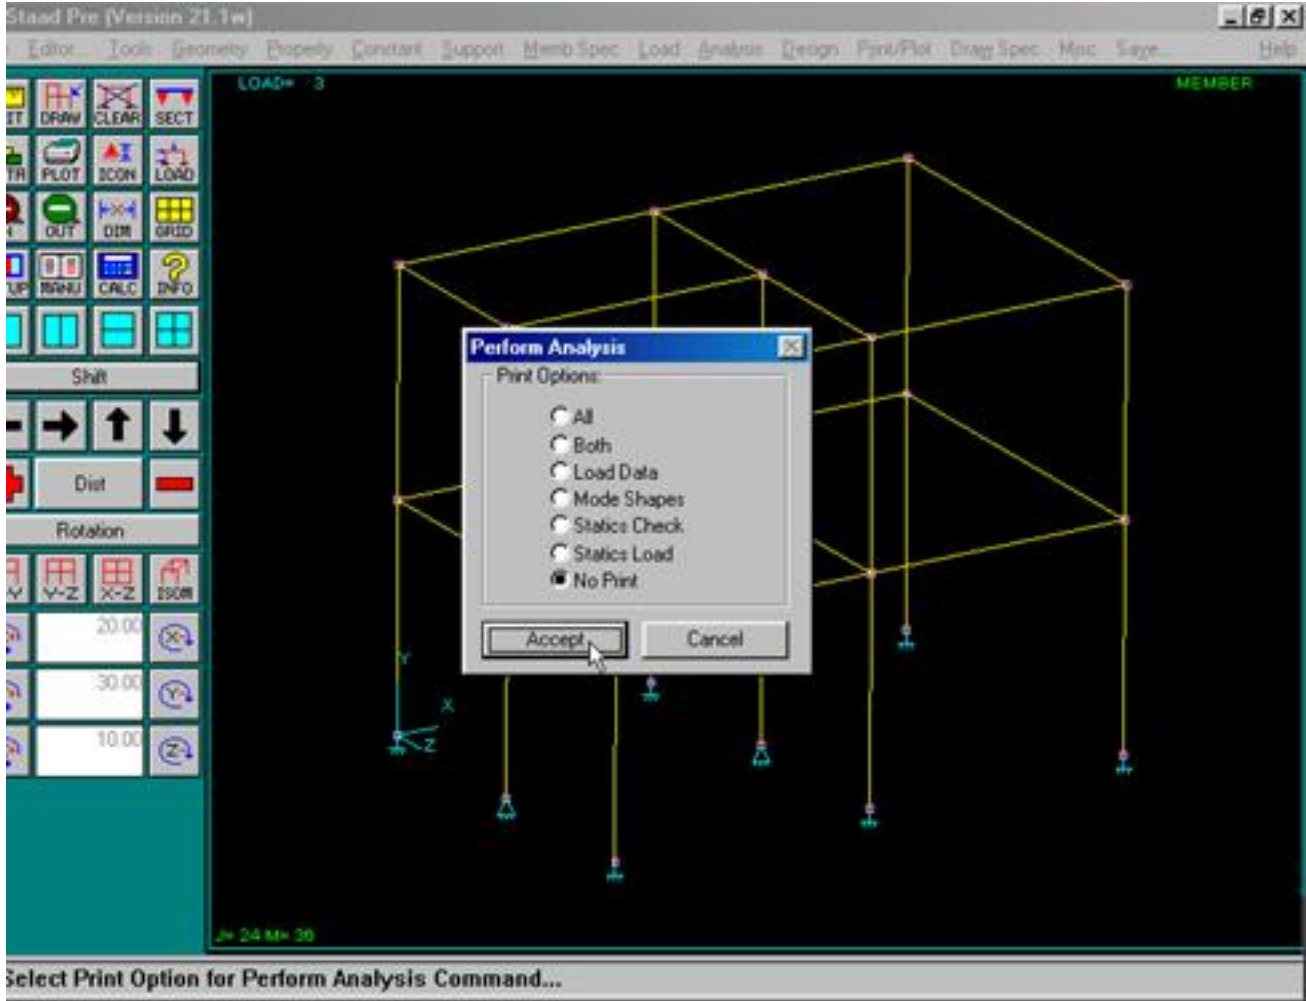 Staad Pre (Version 21.1w)
Editor Tools Geometry Property Constant Support Memb Spec Load Analysis Design Print/Plot Draw Spec Misc Save Help
LOAD= 3 MEMBER
DRAW CLEAR SECT
PLOT ICON LOAD
OUT DIM GRID
MANU CALC INFO
Shift
Dist
Rotation
Y-Z X-Z ISOM
20.00 X
30.00 Y
10.00 Z
Perform Analysis
Print Options:
All
Both
Load Data
Mode Shapes
Statics Check
Statics Load
No Print
Accept Cancel
Y
X
Z
J= 24 M= 36
Select Print Option for Perform Analysis Command...